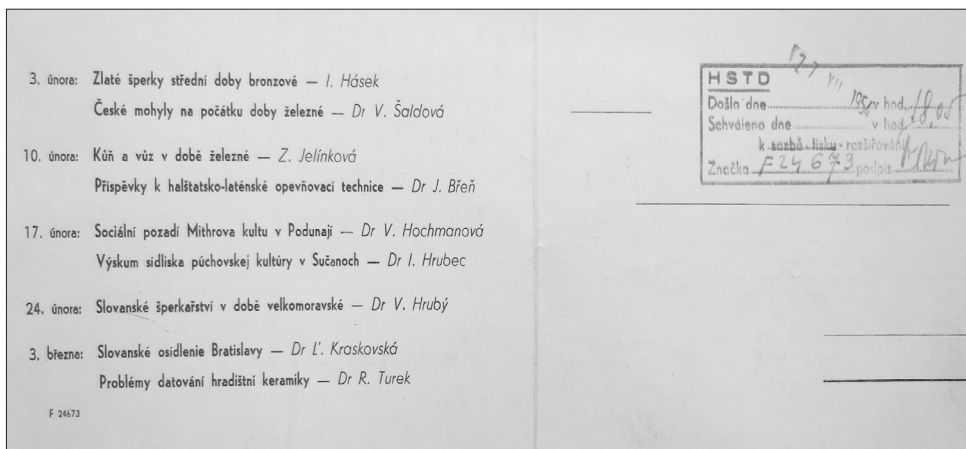 3. února: Zlaté šperky střední doby bronzové — I. Hásek
České mohyly na počátku doby železné — Dr V. Šaldová
10. února: Kůň a vůz v době železné — Z. Jelínková
Příspěvky k halštatsko-laténské opevňovací technice — Dr J. Břeň
17. února: Sociální pozadí Mithrova kultu v Podunají — Dr V. Hochmanová
Výskum sídliska púchovskej kultúry v Sučanoch — Dr I. Hrubec
24. února: Slovanské šperkařství v době velkomoravské — Dr V. Hrubý
3. března: Slovanské osídlenie Bratislavy — Dr Ľ. Kraskovská
Problémy datování hradištní keramiky — Dr R. Turek
F 24673
HSTD
Došlo dne v hod.
Schváleno dne v hod.
k sazbě - tisku - rozšiřování
Značka F 24673 podpis